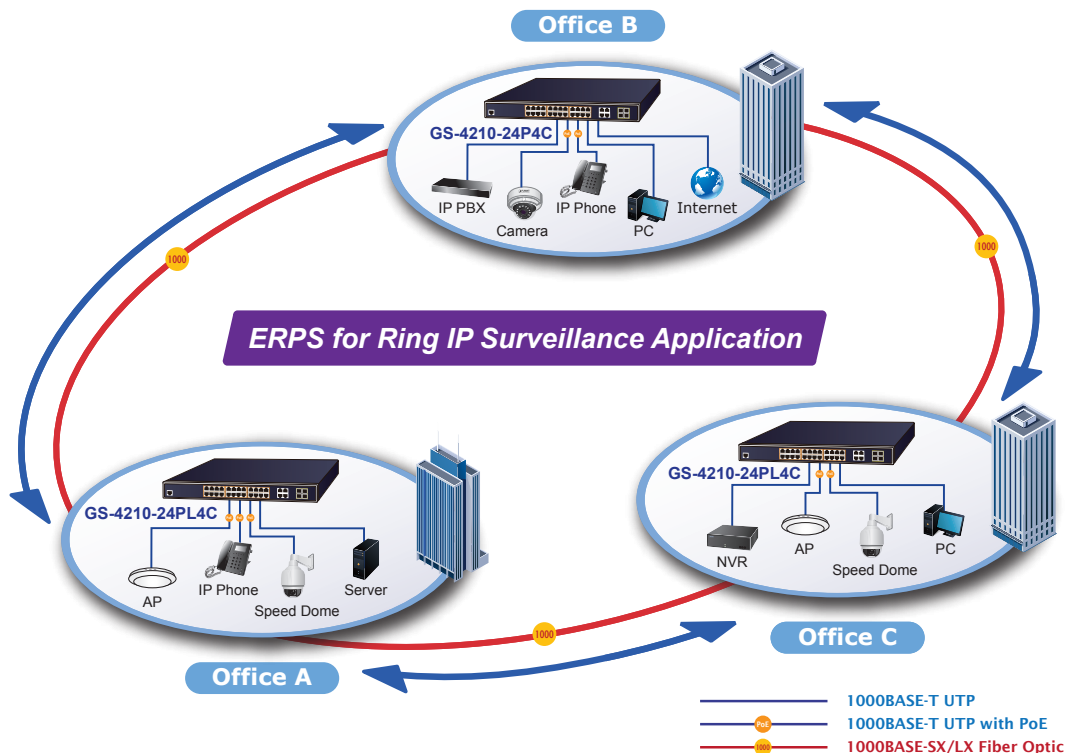 Office B
GS-4210-24P4C
IP PBX
Camera
IP Phone
PC
Internet
1000
1000
ERPS for Ring IP Surveillance Application
GS-4210-24PL4C
AP
IP Phone
Speed Dome
Server
GS-4210-24PL4C
NVR
AP
Speed Dome
PC
1000
Office A
Office C
1000BASE-T UTP
PoE
1000BASE-T UTP with PoE
1000
1000BASE-SX/LX Fiber Optic